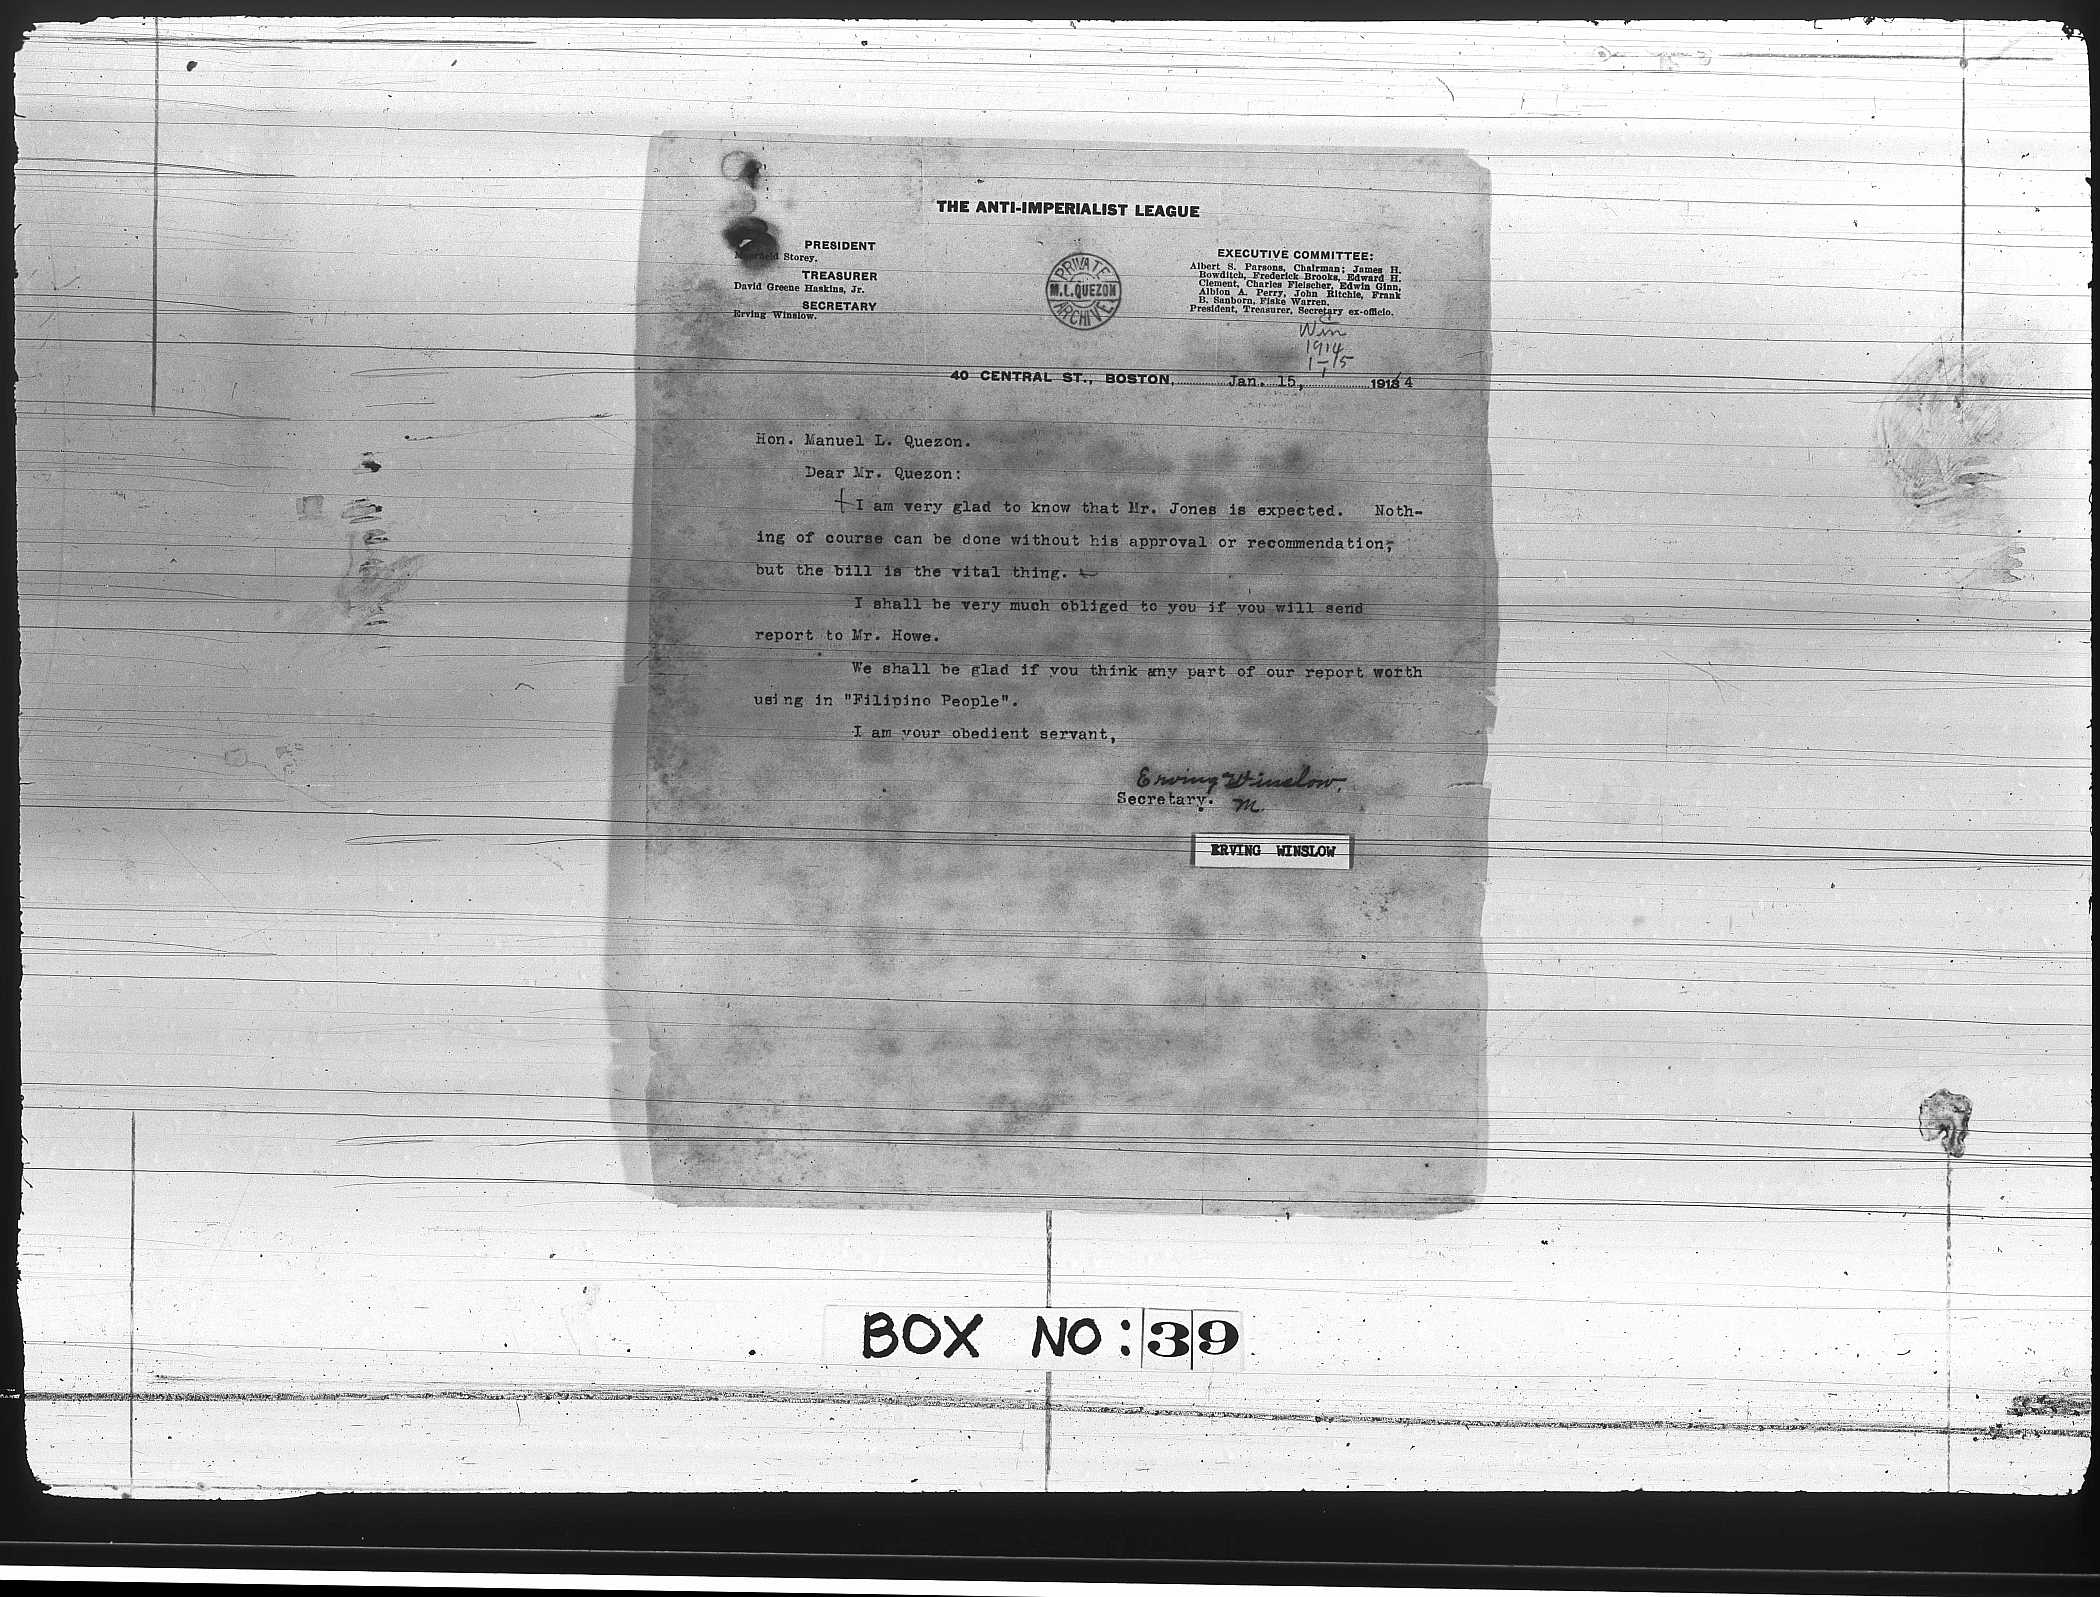 THE ANTI-IMPERIALIST LEAGUE
PRESIDENT
Moorfield Storey.
TREASURER
David Greene Haskins, Jr.
SECRETARY
Erving Winslow.
PRIVATE
M.L.QUEZON
ARCHIVE
EXECUTIVE COMMITTEE:
Albert S. Parsons, Chairman; James H.
Bowditch, Frederick Brooks, Edward H.
Clement, Charles Fleischer, Edwin Ginn,
Albion A. Perry, John Ritchie, Frank
B. Sanborn, Fiske Warren.
President, Treasurer, Secretary ex-officio.
Win
1914
1-15
40 CENTRAL ST., BOSTON, Jan. 15, 1914
Hon. Manuel L. Quezon.
Dear Mr. Quezon:
I am very glad to know that Mr. Jones is expected. Noth-
ing of course can be done without his approval or recommendation;
but the bill is the vital thing.
I shall be very much obliged to you if you will send
report to Mr. Howe.
We shall be glad if you think any part of our report worth
using in "Filipino People".
I am your obedient servant,
Erving Winslow.
Secretary. M.
ERVING WINSLOW
BOX NO: 39